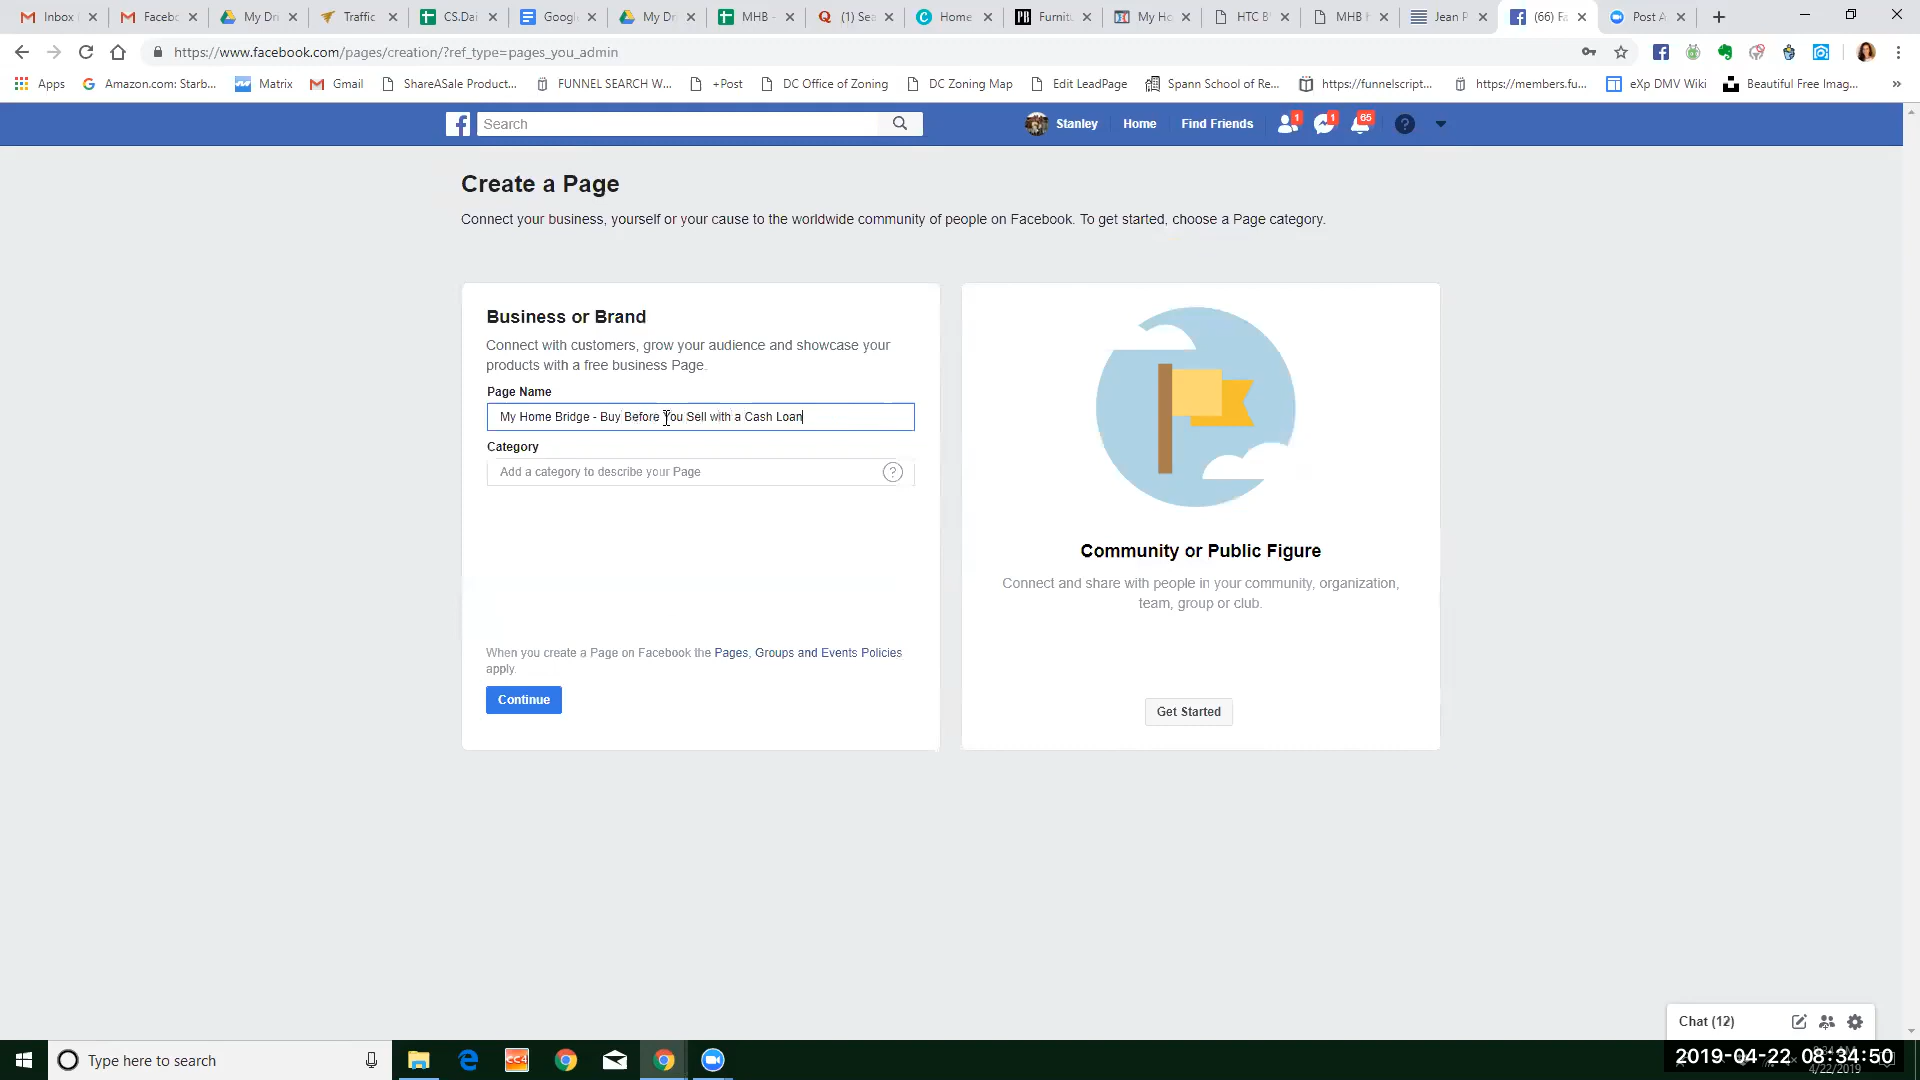 Inbox
Facebo
My Dri
Traffic
CS.Dai
Googl
My Dr
MHB -
(1) Sea
Home
Furnitu
My Ho
HTC B
MHB
Jean P
(66) Fa
Post A
https://www.facebook.com/pages/creation/?ref_type=pages_you_admin
Apps
Amazon.com: Starb...
Matrix
Gmail
ShareASale Product...
FUNNEL SEARCH W...
+Post
DC Office of Zoning
DC Zoning Map
Edit LeadPage
Spann School of Re...
https://funnelscript...
https://members.fu...
eXp DMV Wiki
Beautiful Free Imag...
»
Search
Stanley
Home
Find Friends
1
1
65
Create a Page
Connect your business, yourself or your cause to the worldwide community of people on Facebook. To get started, choose a Page category.
Business or Brand
Connect with customers, grow your audience and showcase your
products with a free business Page.
Page Name
My Home Bridge - Buy Before You Sell with a Cash Loan
Category
Add a category to describe your Page
When you create a Page on Facebook the Pages, Groups and Events Policies
apply.
Continue
Community or Public Figure
Connect and share with people in your community, organization,
team, group or club.
Get Started
Chat (12)
Type here to search
CC4
2019-04-22 08:34:50
4/22/2019